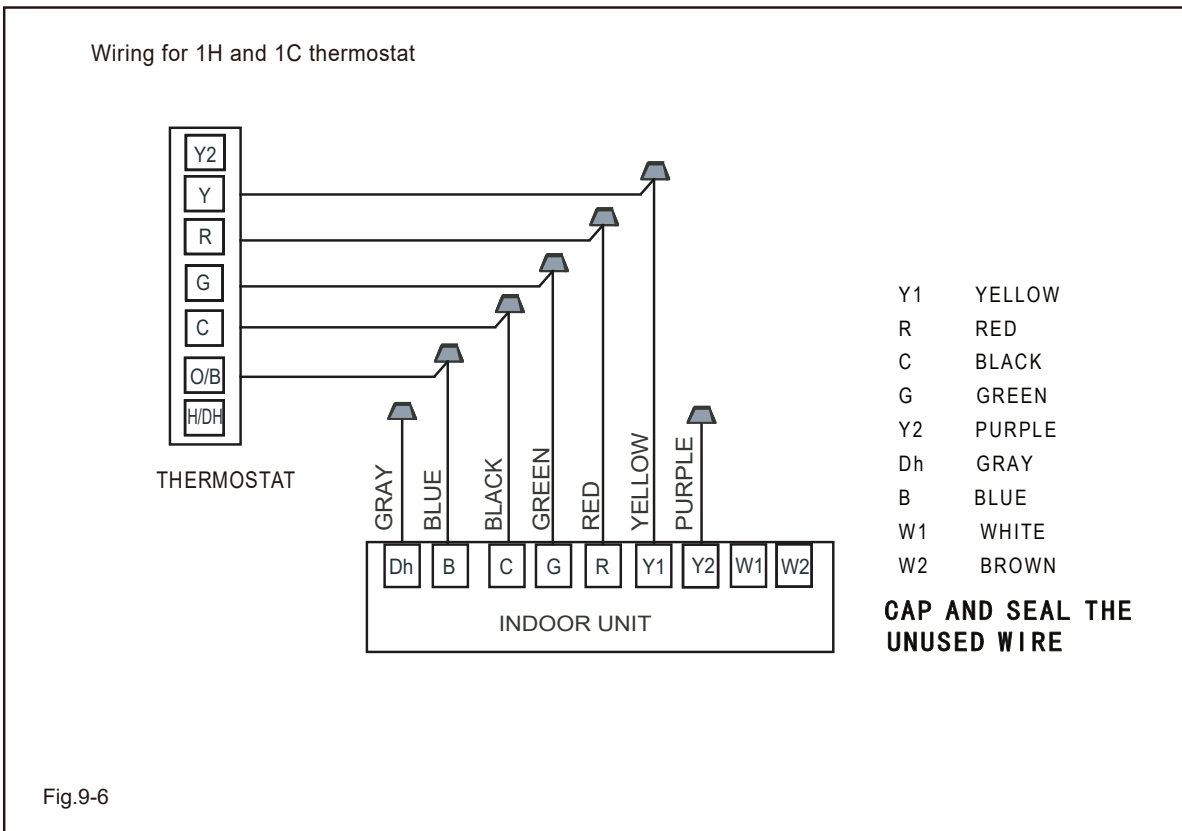 Wiring for 1H and 1C thermostat
Y2
Y
R
G
C
O/B
H/DH
THERMOSTAT
GRAY
BLUE
BLACK
GREEN
RED
YELLOW
PURPLE
Dh B C G R Y1 Y2 W1 W2
INDOOR UNIT
Y1 YELLOW
R RED
C BLACK
G GREEN
Y2 PURPLE
Dh GRAY
B BLUE
W1 WHITE
W2 BROWN
CAP AND SEAL THE
UNUSED WIRE
Fig.9-6